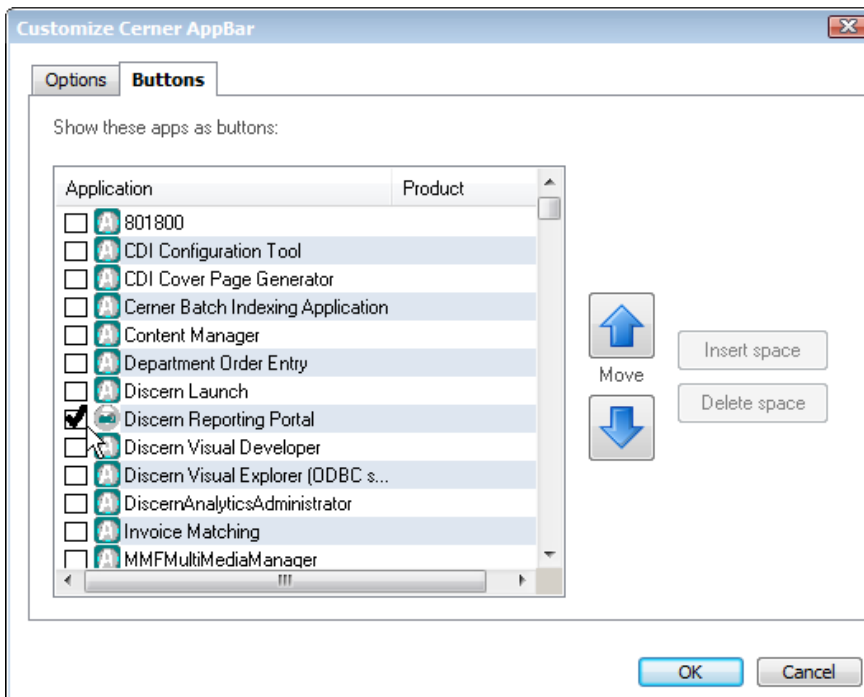 Customize Cerner AppBar
Options Buttons
Show these apps as buttons:
Application Product
801800
CDI Configuration Tool
CDI Cover Page Generator
Cerner Batch Indexing Application
Content Manager
Department Order Entry
Discern Launch
Discern Reporting Portal
Discern Visual Developer
Discern Visual Explorer (ODBC s...
DiscernAnalyticsAdministrator
Invoice Matching
MMFMultiMediaManager
Move
Insert space
Delete space
OK Cancel